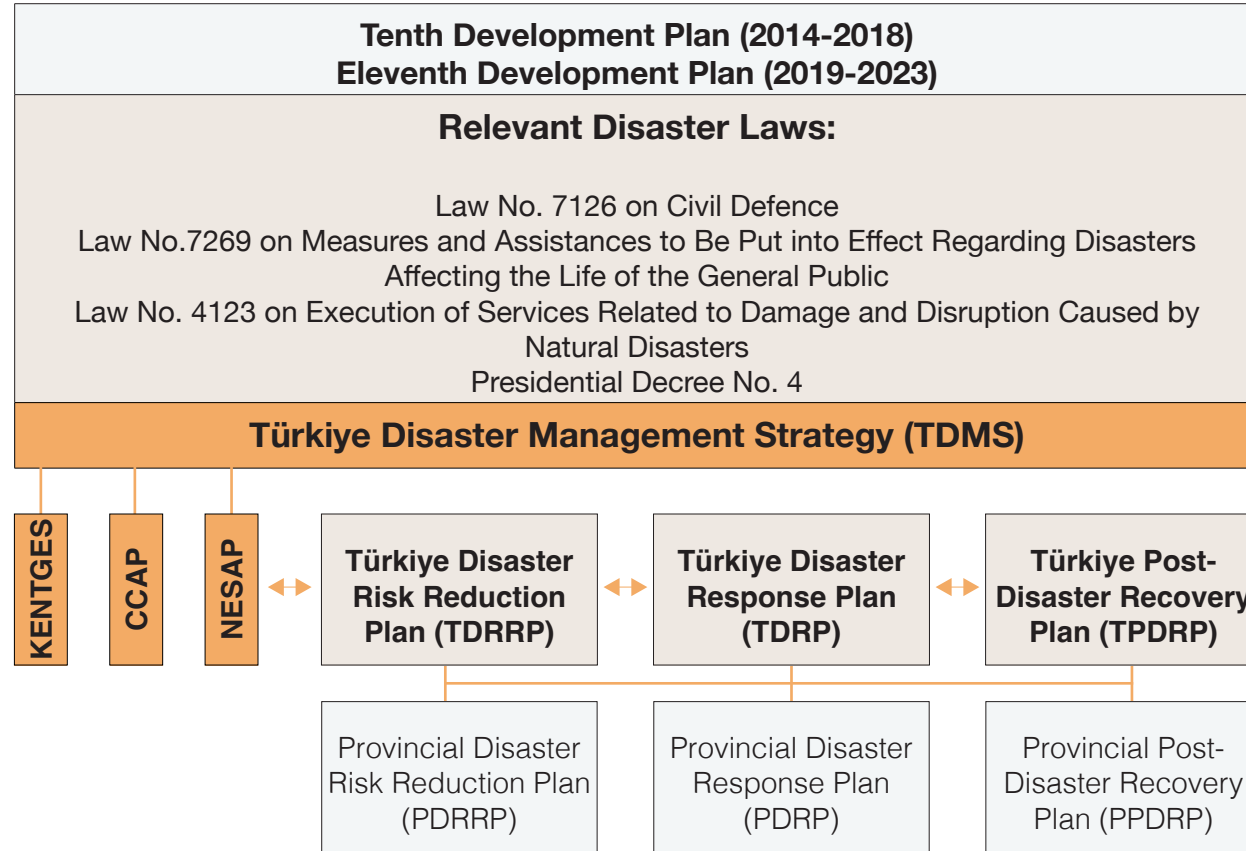 Tenth Development Plan (2014-2018)
Eleventh Development Plan (2019-2023)
Relevant Disaster Laws:
Law No. 7126 on Civil Defence
Law No.7269 on Measures and Assistances to Be Put into Effect Regarding Disasters
Affecting the Life of the General Public
Law No. 4123 on Execution of Services Related to Damage and Disruption Caused by
Natural Disasters
Presidential Decree No. 4
Türkiye Disaster Management Strategy (TDMS)
KENTGES
CCAP
NESAP
Türkiye Disaster
Risk Reduction
Plan (TDRRP)
Türkiye Disaster
Response Plan
(TDRP)
Türkiye Post-
Disaster Recovery
Plan (TPDRP)
Provincial Disaster
Risk Reduction Plan
(PDRRP)
Provincial Disaster
Response Plan
(PDRP)
Provincial Post-
Disaster Recovery
Plan (PPDRP)